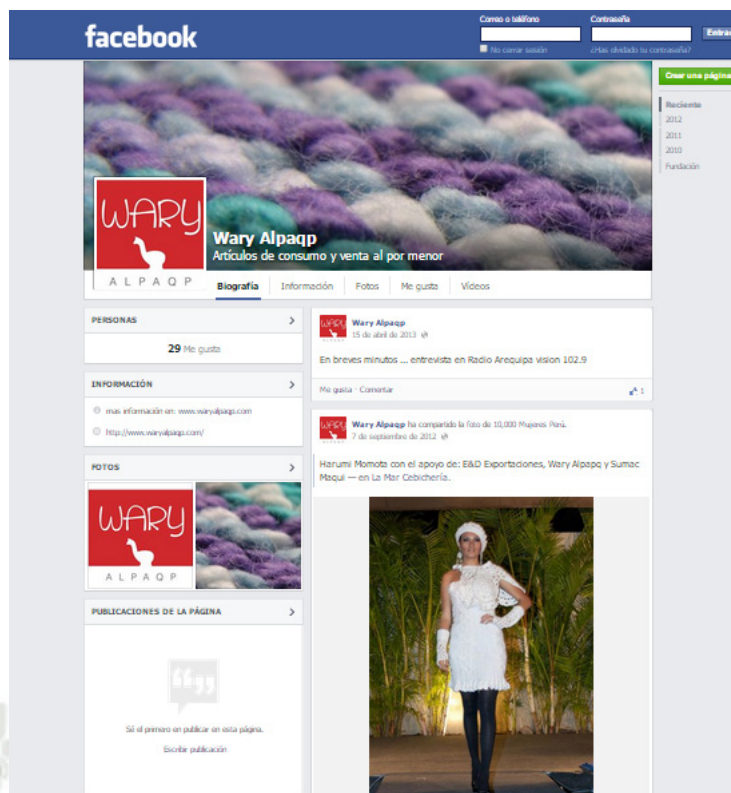 facebook
Correo o teléfono
Contraseña
No cerrar sesión
¿Has olvidado tu contraseña?
Crear una página
Reciente
2012
2011
2010
Fundación
WARY
ALPAQP
Wary Alpaqp
Artículos de consumo y venta al por menor
Biografía Información Fotos Me gusta Vídeos
PERSONAS
29 Me gusta
INFORMACIÓN
mas información en: www.waryalpaqp.com
http://www.waryalpaqp.com/
FOTOS
WARY
ALPAQP
PUBLICACIONES DE LA PÁGINA
Sé el primero en publicar en esta página.
Escribir publicación
WARY
Wary Alpaqp
15 de abril de 2013
En breves minutos ... entrevista en Radio Arequipa vision 102.9
Me gusta · Comentar
1
WARY
Wary Alpaqp ha compartido la foto de 10,000 Mujeres Perú.
7 de septiembre de 2012
Harumi Momota con el apoyo de: E&D Exportaciones, Wary Alpapq y Sumac
Maqui — en La Mar Cebichería.